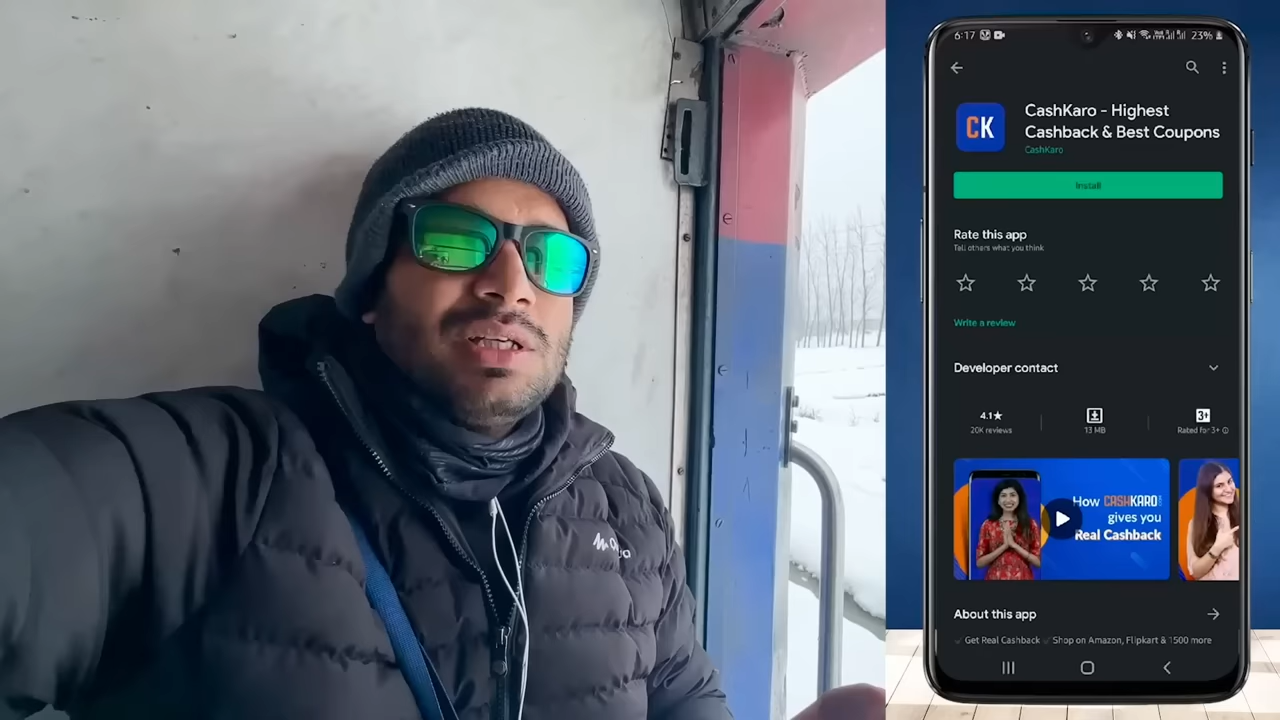 6:17
23%
CK
CashKaro - Highest
Cashback & Best Coupons
CashKaro
Install
Rate this app
Tell others what you think
Write a review
Developer contact
4.1★
20K reviews
13 MB
3+
Rated for 3+
How CASHKARO
gives you
Real Cashback
About this app
Get Real Cashback
Shop on Amazon, Flipkart & 1500 more